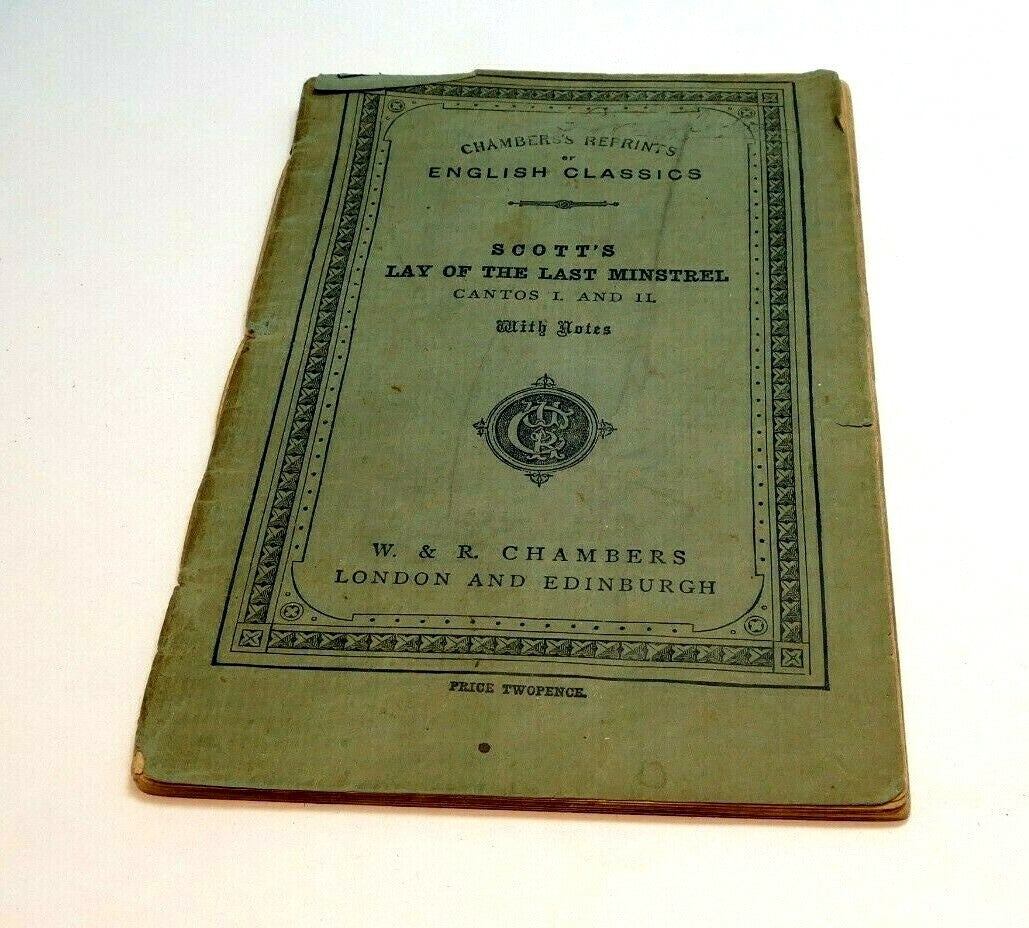 CHAMBERS'S REPRINTS
OF
ENGLISH CLASSICS
SCOTT'S
LAY OF THE LAST MINSTREL
CANTOS I. AND II.
With Notes
W. & R. CHAMBERS
LONDON AND EDINBURGH
PRICE TWOPENCE.